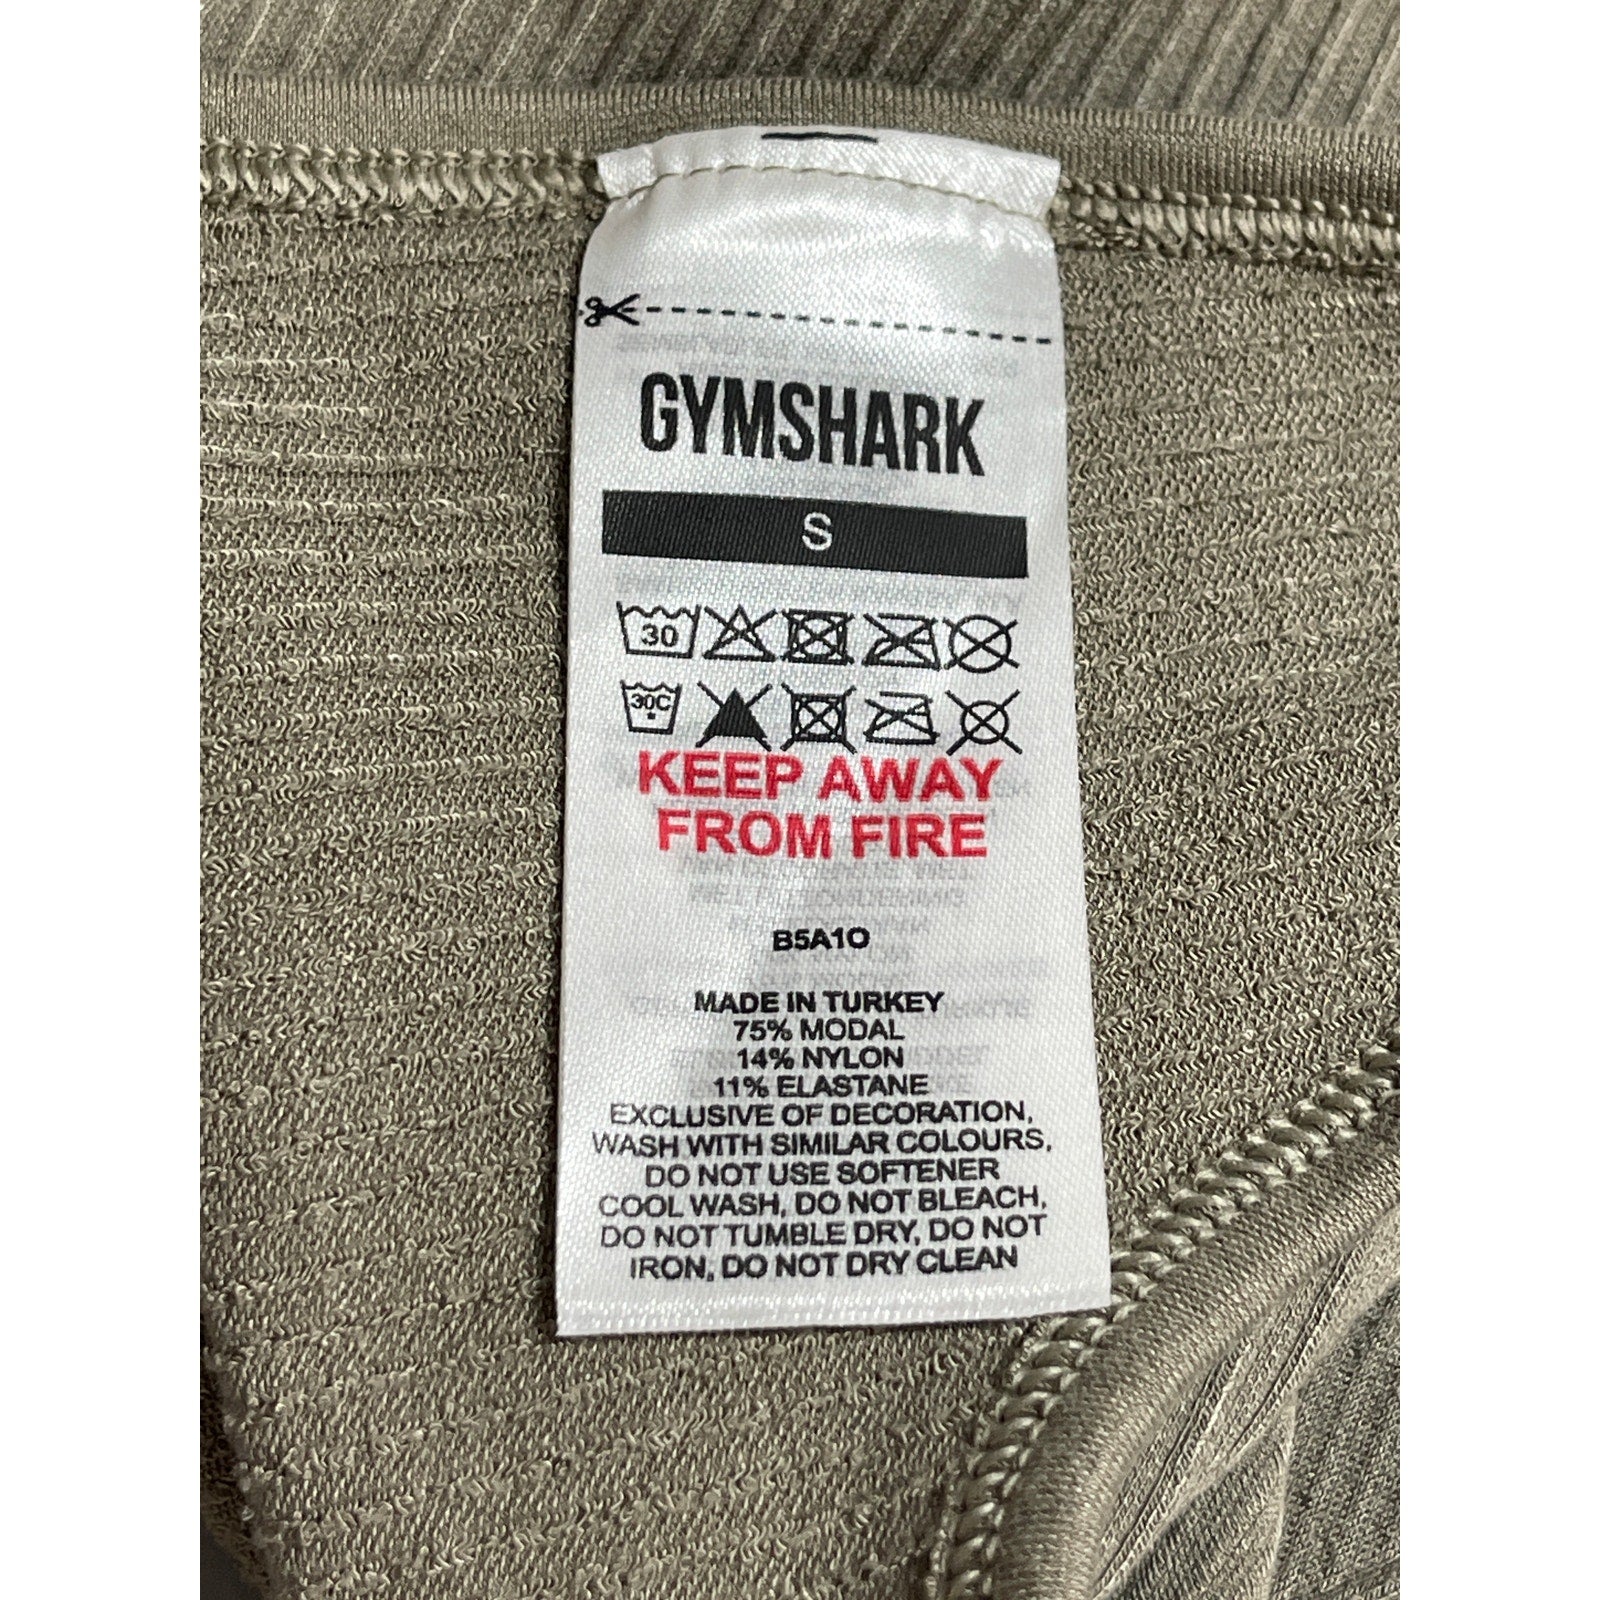 GYMSHARK
S
30
30C
KEEP AWAY
FROM FIRE
B5A1O
MADE IN TURKEY
75% MODAL
14% NYLON
11% ELASTANE
EXCLUSIVE OF DECORATION,
WASH WITH SIMILAR COLOURS,
DO NOT USE SOFTENER
COOL WASH, DO NOT BLEACH,
DO NOT TUMBLE DRY, DO NOT
IRON, DO NOT DRY CLEAN